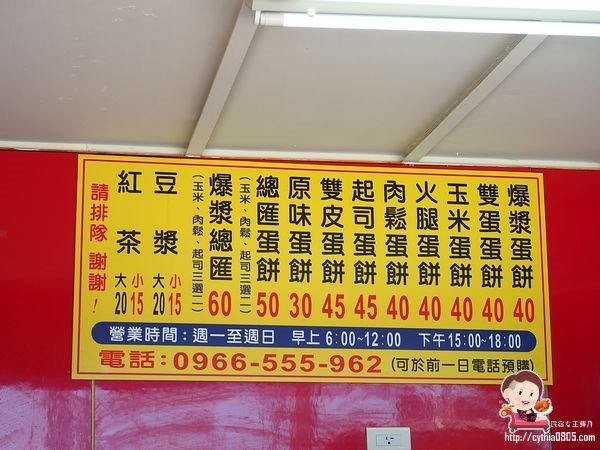 爆漿蛋餅 40
雙蛋蛋餅 40
玉米蛋餅 40
火腿蛋餅 40
肉鬆蛋餅 40
起司蛋餅 45
雙皮蛋餅 45
原味蛋餅 30
總匯蛋餅 50
(玉米、肉鬆、起司三選二)
爆漿總匯 60
(玉米、肉鬆、起司三選二)
豆漿 小15 大20
紅茶 小15 大20
請排隊 謝謝!
營業時間:週一至週日 早上6:00~12:00 下午15:00~18:00
電話:0966-555-962 (可於前一日電話預購)
民宿女王芽月
http://cythia0805.com